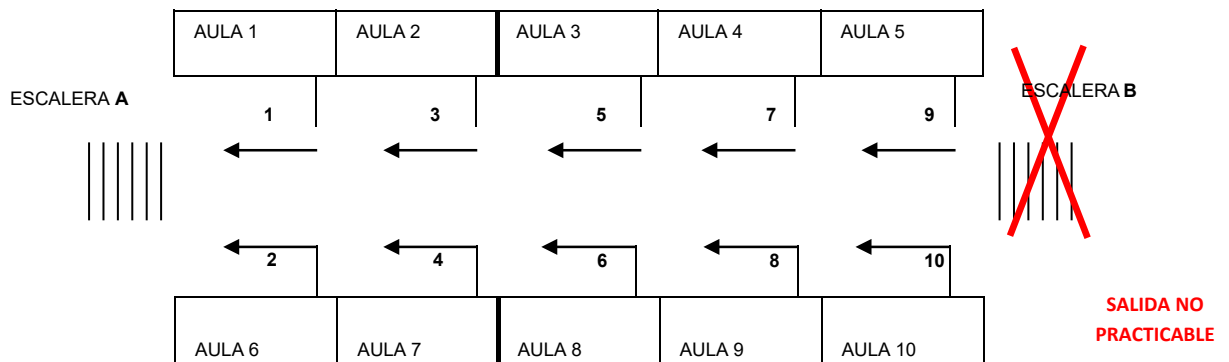 AULA 1 AULA 2 AULA 3 AULA 4 AULA 5
ESCALERA A
ESCALERA B
1 3 5 7 9
2 4 6 8 10
AULA 6 AULA 7 AULA 8 AULA 9 AULA 10
SALIDA NO
PRACTICABLE